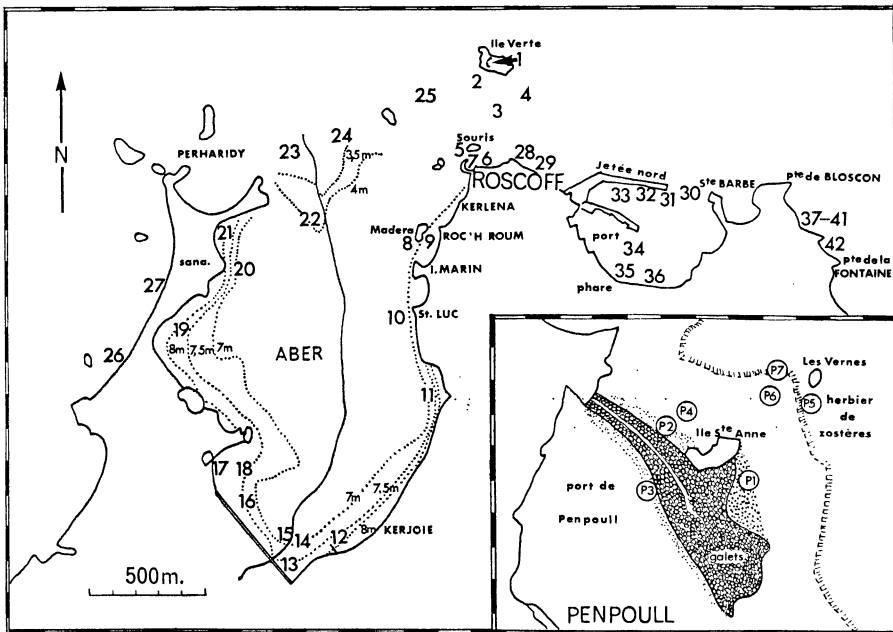 Ile Verte
1
2
25
4
3
N
PERHARIDY
23
24
3,5m
4m
22
Souris
5
7
6
28
29
ROSCOFF
KERLENA
Madera
8
9
ROC'H ROUM
I. MARIN
10
St. LUC
Jetée nord
33
32
31
30
Ste BARBE
pte de BLOSCON
37-41
42
pte de la
FONTAINE
port
34
35
36
phare
21
sana.
20
27
19
8m
7,5m
7m
26
ABER
11
17
18
16
7m
7,5m
8m
15
14
13
12
KERJOIE
500m.
P7
Les Vernes
P6
P5
herbier
de
zostères
P4
P2
Ile Ste Anne
P3
P1
port de
Penpoull
galets
PENPOULL